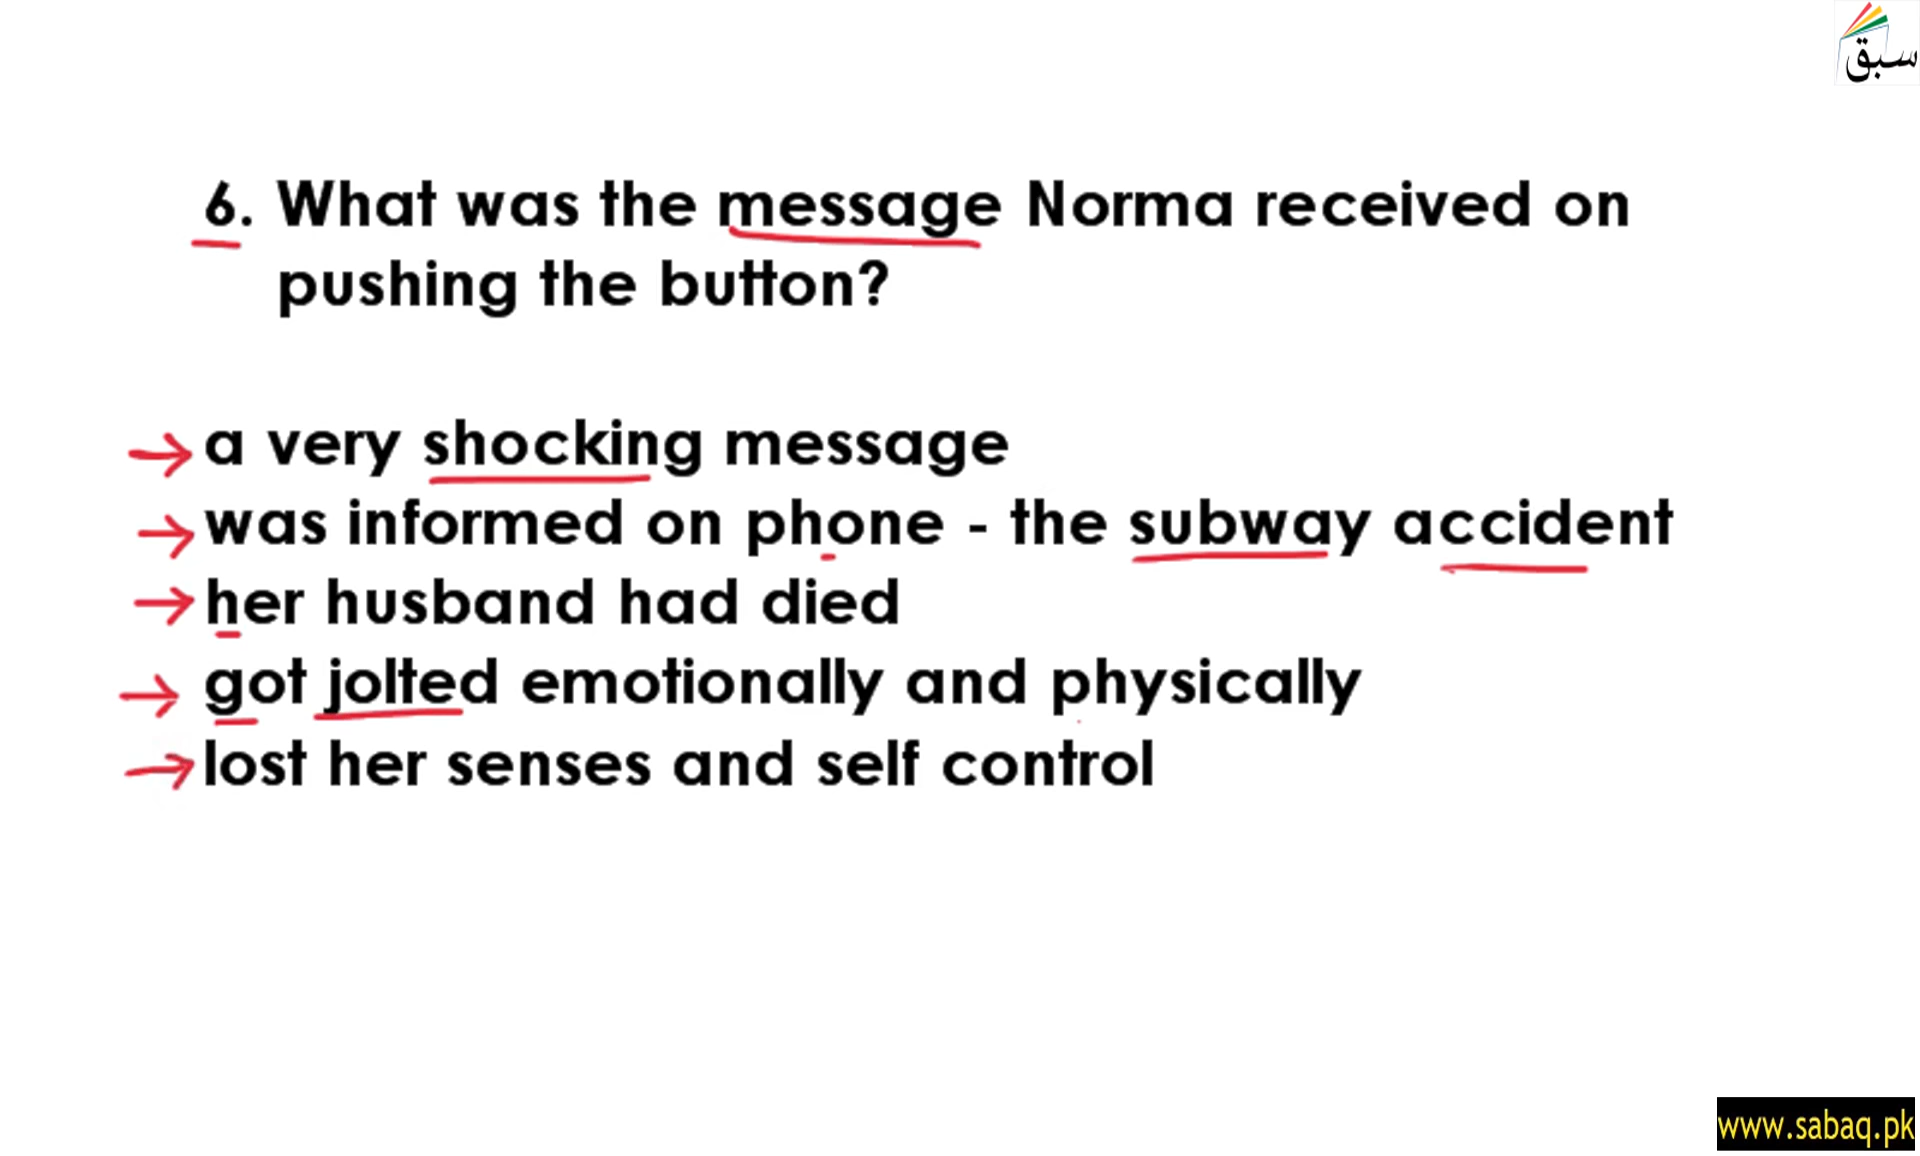 سبق
6. What was the message Norma received on
pushing the button?
→ a very shocking message
→ was informed on phone - the subway accident
→ her husband had died
→ got jolted emotionally and physically
→ lost her senses and self control
www.sabaq.pk